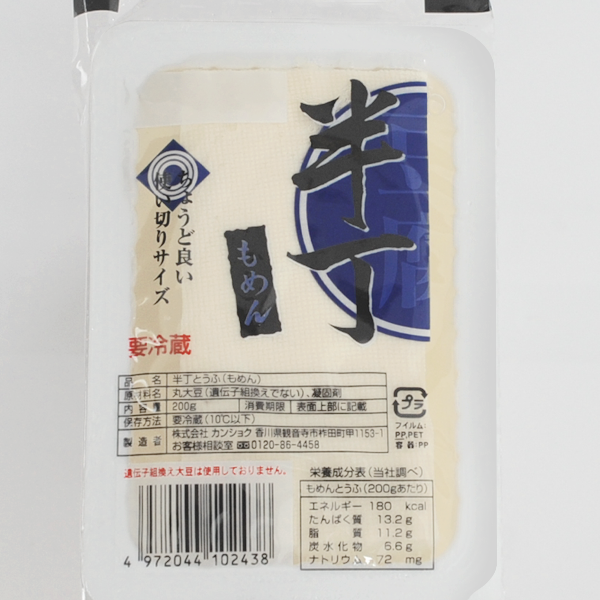 半丁
ちょうど良い
使い切りサイズ
もめん
要冷蔵
品名 半丁とうふ(もめん)
原材料名 丸大豆(遺伝子組換えでない)、凝固剤
内容量 200g 消費期限 表面上部に記載
保存方法 要冷蔵(10℃以下)
製造者 株式会社 カンショク 香川県観音寺市柞田町甲1153-1
お客様相談室 0120-86-4458
プラ
フィルム:
PP,PET
容器:PP
遺伝子組換え大豆は使用しておりません。
栄養成分表(当社調べ)
もめんとうふ(200gあたり)
エネルギー 180 kcal
たんぱく質 13.2g
脂質 11.2g
炭水化物 6.6g
ナトリウム 72 mg
4 972044 102438